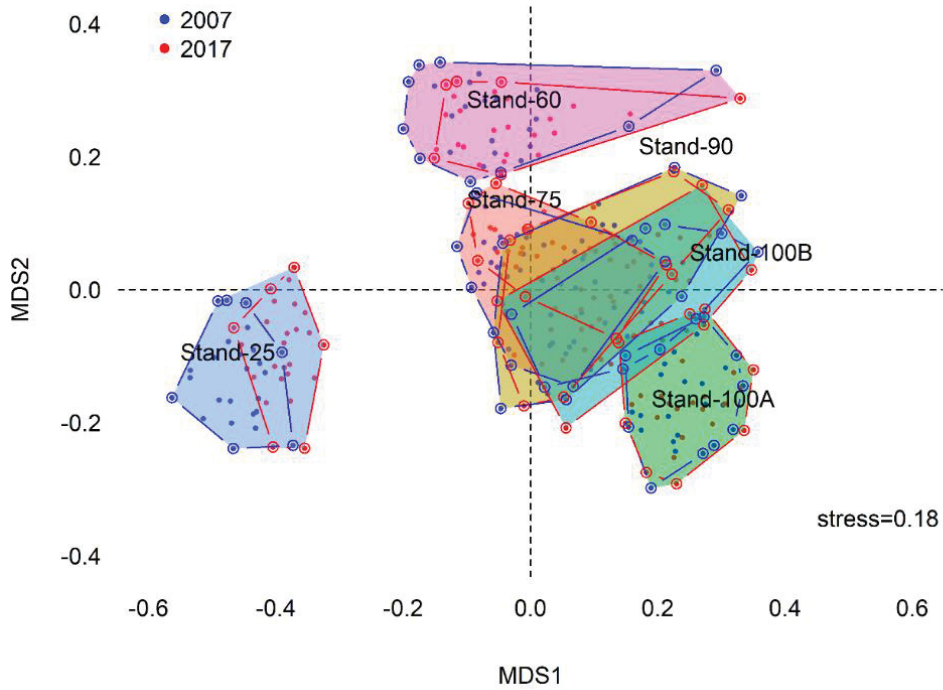 0.4
2007
2017
Stand-60
0.2
Stand-90
Stand-75
Stand-100B
MDS2
0.0
Stand-25
Stand-100A
-0.2
stress=0.18
-0.4
-0.6 -0.4 -0.2 0.0 0.2 0.4 0.6
MDS1